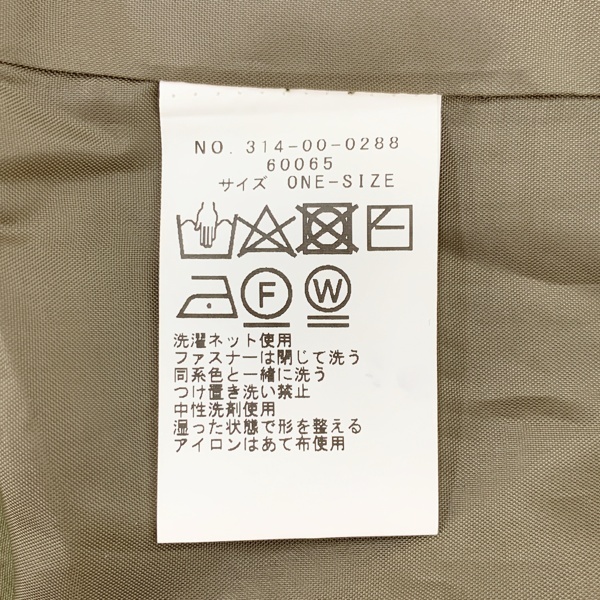 NO. 314-00-0288
60065
サイズ ONE-SIZE
F W
洗濯ネット使用
ファスナーは閉じて洗う
同系色と一緒に洗う
つけ置き洗い禁止
中性洗剤使用
湿った状態で形を整える
アイロンはあて布使用